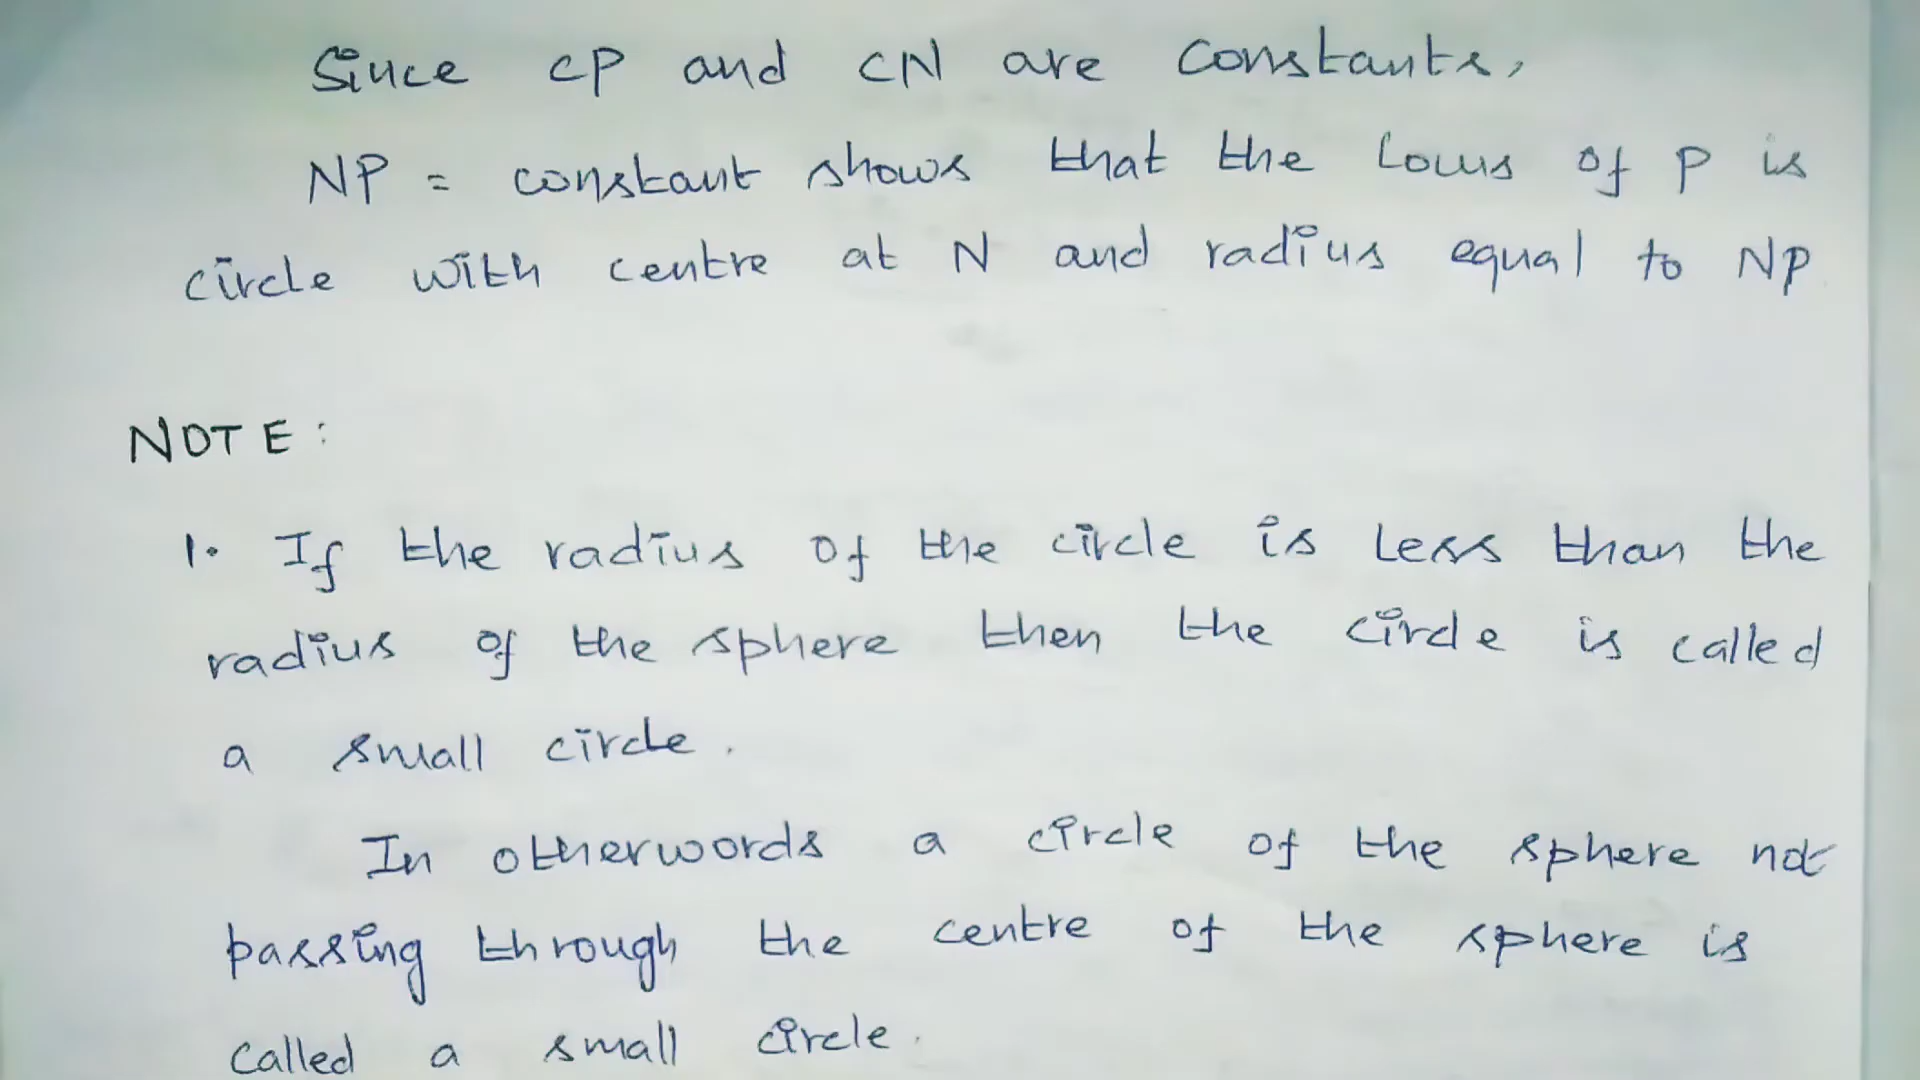 Since CP and CN are constants,
NP = constant shows that the locus of P is
circle with centre at N and radius equal to NP
NOTE:
1. If the radius of the circle is less than the
radius of the sphere then the circle is called
a small circle.
In otherwords a circle of the sphere not
passing through the centre of the sphere is
called a small circle.